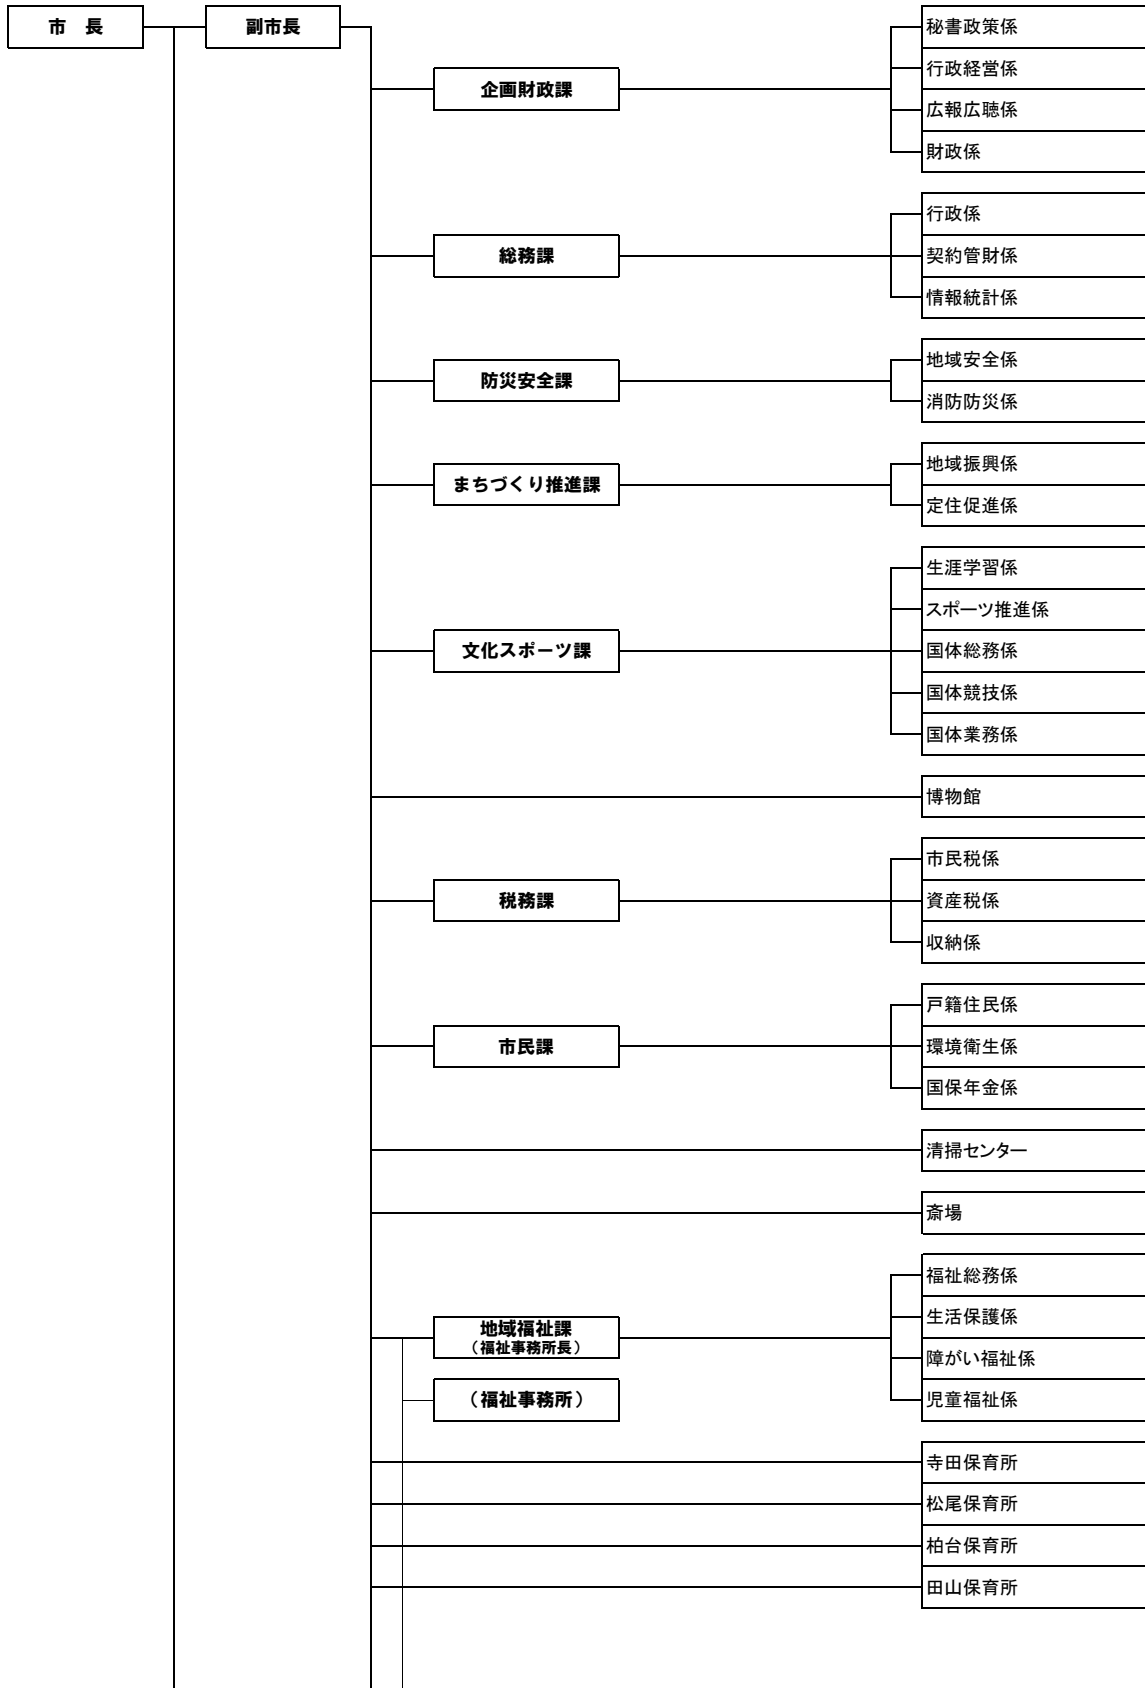 市　長
副市長
秘書政策係
行政経営係
企画財政課
広報広聴係
財政係
行政係
総務課
契約管財係
情報統計係
地域安全係
防災安全課
消防防災係
地域振興係
まちづくり推進課
定住促進係
生涯学習係
スポーツ推進係
文化スポーツ課
国体総務係
国体競技係
国体業務係
博物館
市民税係
税務課
資産税係
収納係
戸籍住民係
市民課
環境衛生係
国保年金係
清掃センター
斎場
福祉総務係
生活保護係
地域福祉課
（福祉事務所長）
障がい福祉係
（福祉事務所）
児童福祉係
寺田保育所
松尾保育所
柏台保育所
田山保育所